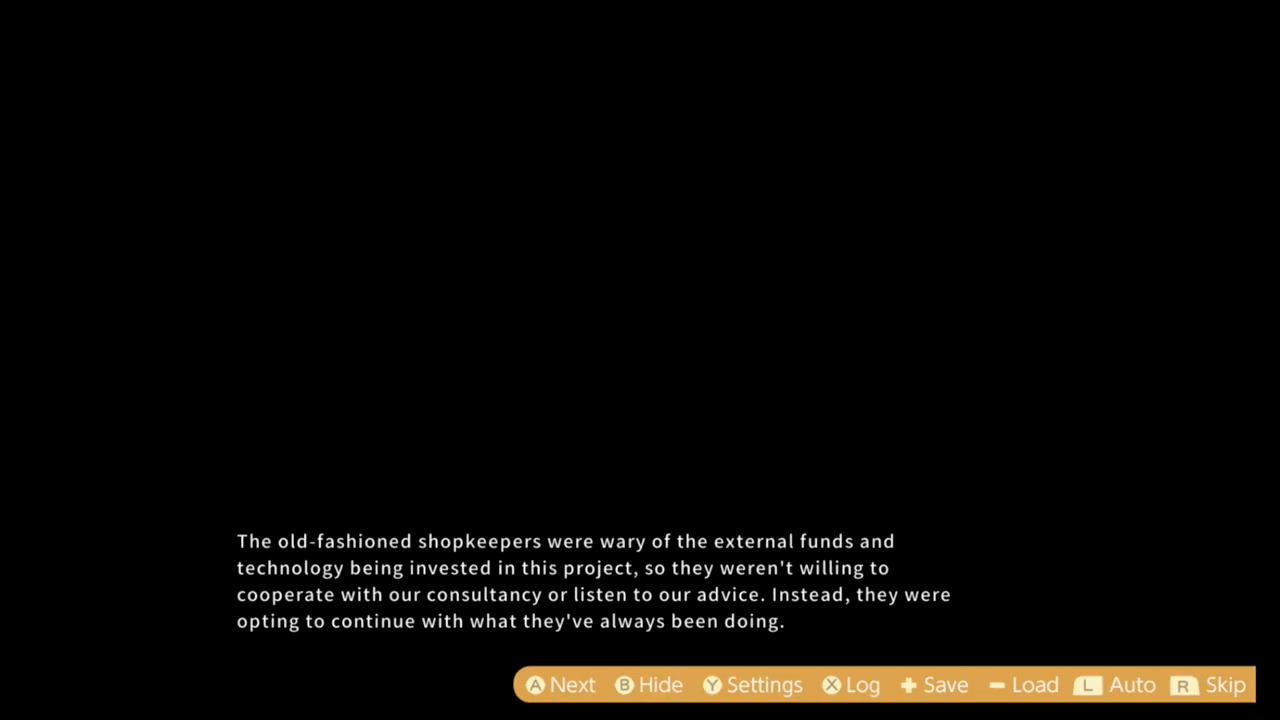 The old-fashioned shopkeepers were wary of the external funds and
technology being invested in this project, so they weren't willing to
cooperate with our consultancy or listen to our advice. Instead, they were
opting to continue with what they've always been doing.
A Next B Hide Y Settings X Log + Save - Load L Auto R Skip